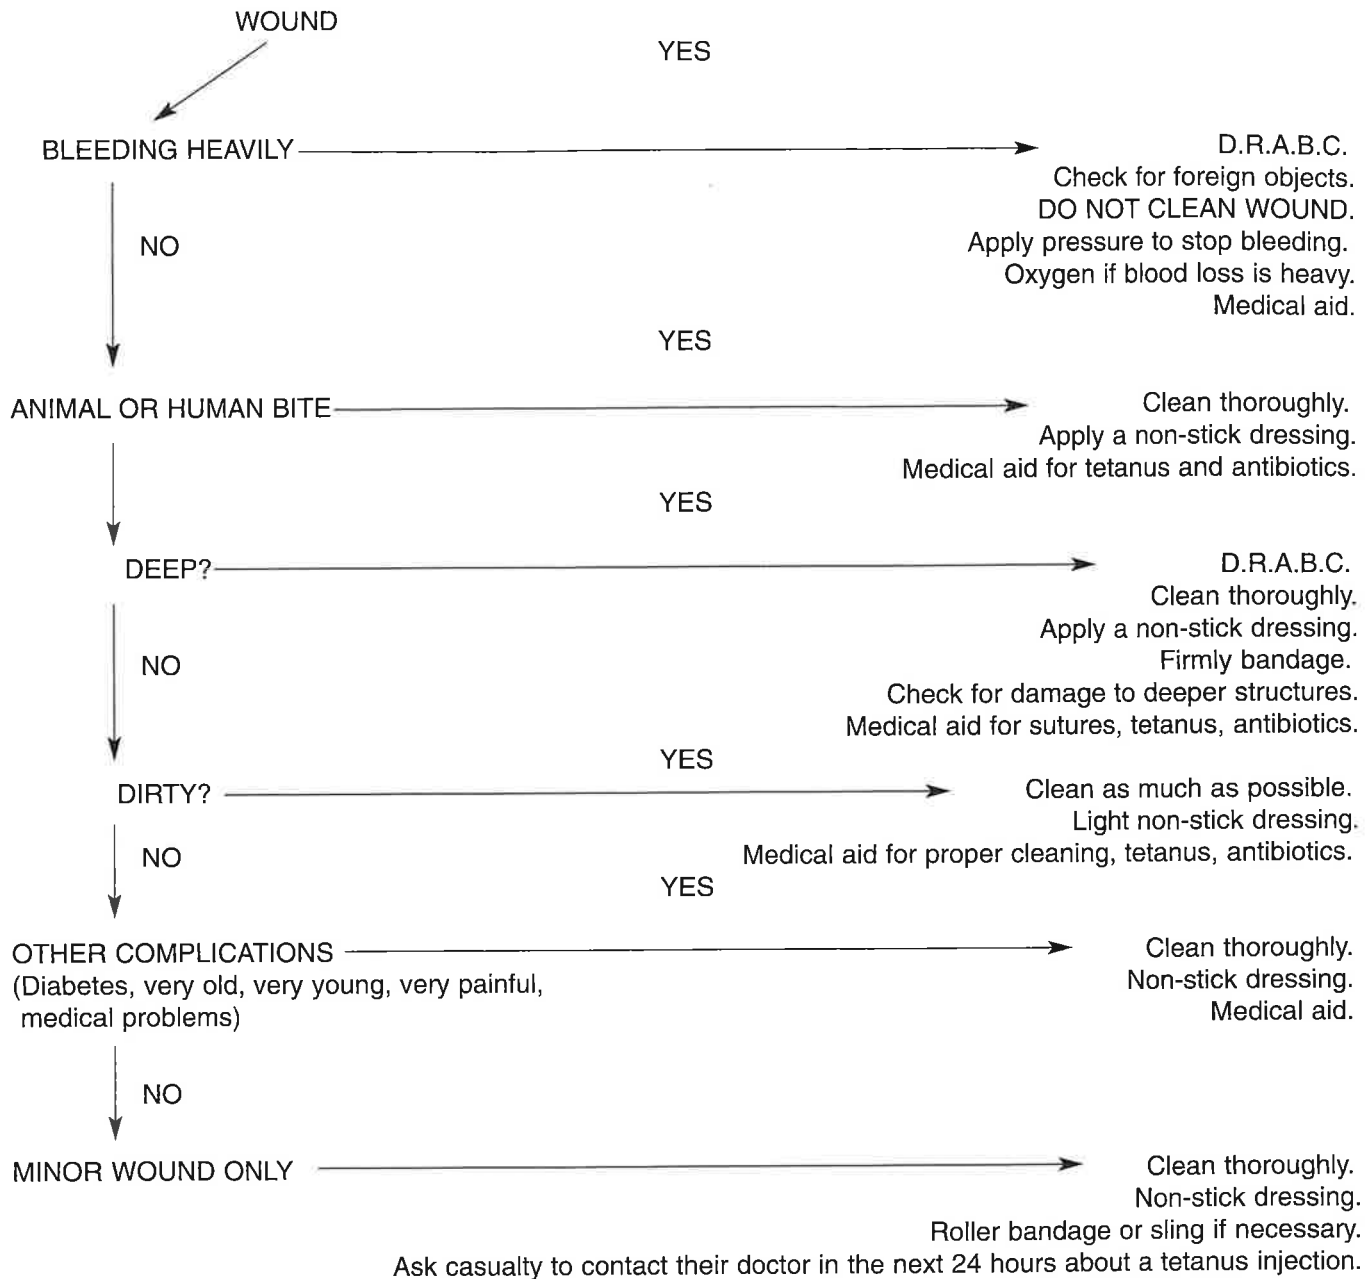 WOUND
YES
BLEEDING HEAVILY
D.R.A.B.C.
Check for foreign objects.
DO NOT CLEAN WOUND.
NO
Apply pressure to stop bleeding.
Oxygen if blood loss is heavy.
Medical aid.
YES
ANIMAL OR HUMAN BITE
Clean thoroughly.
Apply a non-stick dressing.
Medical aid for tetanus and antibiotics.
YES
DEEP?
D.R.A.B.C.
Clean thoroughly.
Apply a non-stick dressing.
NO
Firmly bandage.
Check for damage to deeper structures.
Medical aid for sutures, tetanus, antibiotics.
YES
DIRTY?
Clean as much as possible.
Light non-stick dressing.
NO
Medical aid for proper cleaning, tetanus, antibiotics.
YES
OTHER COMPLICATIONS
(Diabetes, very old, very young, very painful,
medical problems)
Clean thoroughly.
Non-stick dressing.
Medical aid.
NO
MINOR WOUND ONLY
Clean thoroughly.
Non-stick dressing.
Roller bandage or sling if necessary.
Ask casualty to contact their doctor in the next 24 hours about a tetanus injection.